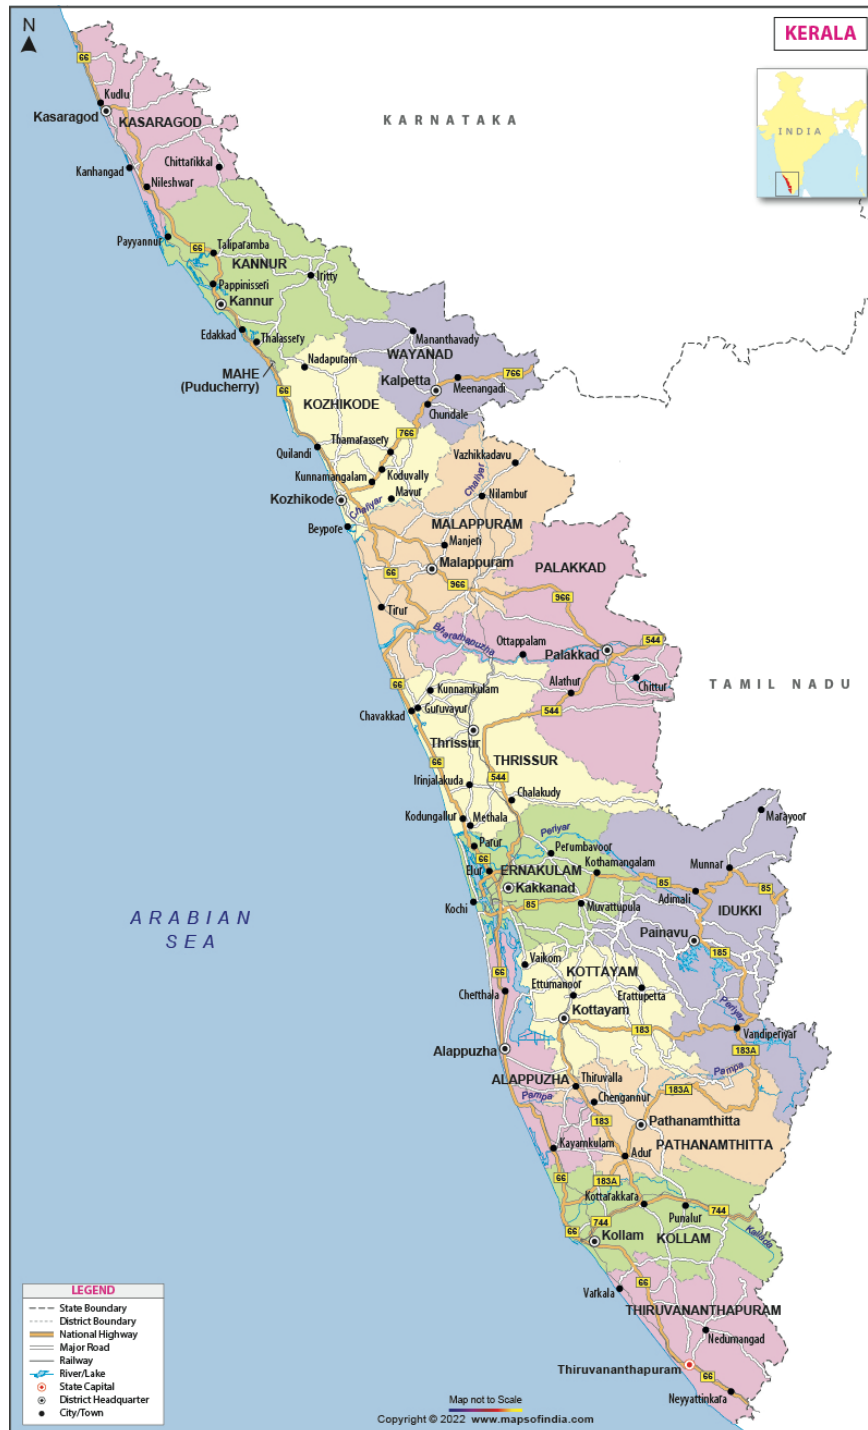 N
KERALA
INDIA
KARNATAKA
66
Kudlu
Kasaragod
KASARAGOD
Chittarikkal
Kanhangad
Nileshwar
Payyannur
66
Taliparamba
KANNUR
Iritty
Pappinisseri
Kannur
Edakkad
Thalassery
Mananthavady
WAYANAD
MAHE
(Puducherry)
Nadapuram
766
Kalpetta
Meenangadi
66
KOZHIKODE
Chundale
766
Thamarassery
Quilandi
Vazhikkadavu
Koduvally
Kunnamangalam
Chaliyar
Kozhikode
Mavur
Nilambur
Chaliyar
MALAPPURAM
Beypore
Manjeri
Malappuram
PALAKKAD
66
966
966
Tirur
Bharathapuzha
544
Ottappalam
Palakkad
Chittur
TAMIL NADU
66
Kunnamkulam
Alathur
Chavakkad
Guruvayur
544
Thrissur
66
THRISSUR
Irinjalakuda
544
Chalakudy
Kodungallur
Methala
Marayoor
Periyar
Parur
66
Perumbavoor
Munnar
Elur
ERNAKULAM
Kothamangalam
Kakkanad
85
85
Adimali
Kochi
85
Muvattupula
IDUKKI
ARABIAN
SEA
Painavu
185
66
Vaikom
KOTTAYAM
Ettumanoor
Erattupetta
Cherthala
Periyar
Kottayam
183
Vandiperiyar
Alappuzha
183A
Pampa
ALAPPUZHA
Thiruvalla
183A
Pampa
Chengannur
183
Pathanamthitta
PATHANAMTHITTA
Kayamkulam
Adur
66
183A
Kottarakkara
Punalur
744
744
66
Kollam
KOLLAM
Kallada
66
Varkala
THIRUVANANTHAPURAM
Nedumangad
Thiruvananthapuram
66
Neyyattinkara
LEGEND
State Boundary
District Boundary
National Highway
Major Road
Railway
River/Lake
State Capital
District Headquarter
City/Town
Map not to Scale
Copyright © 2022 www.mapsofindia.com